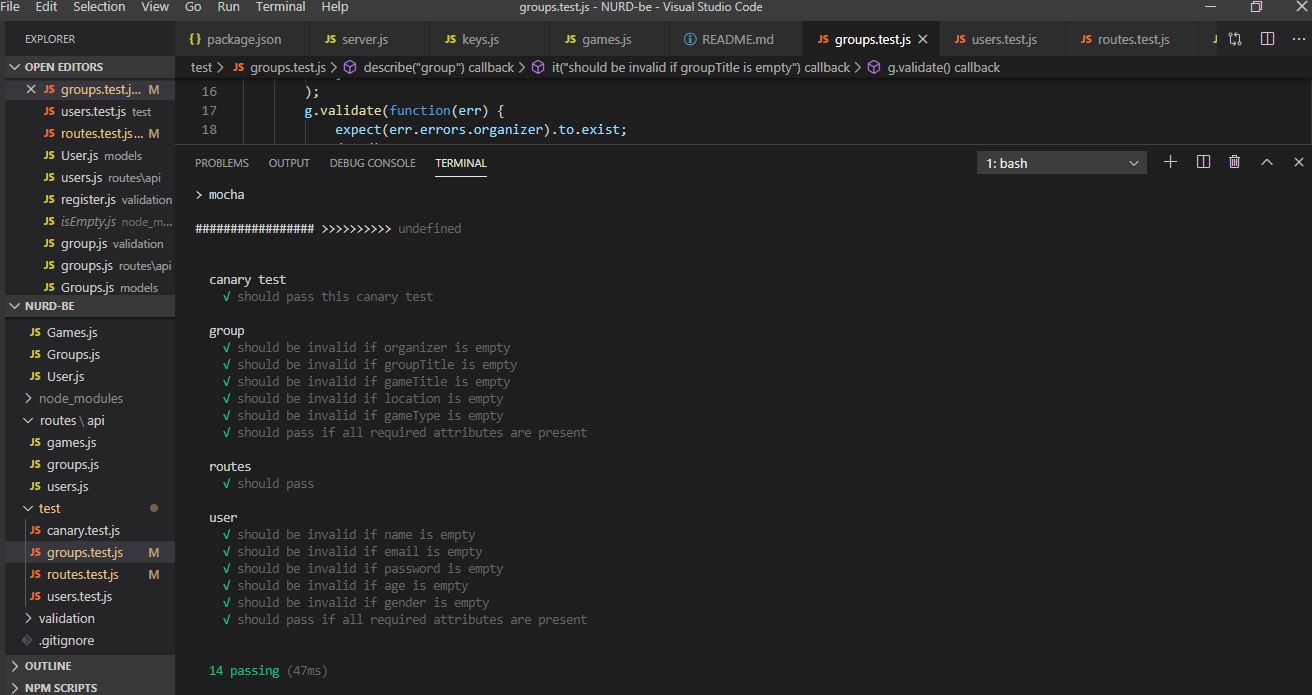 File Edit Selection View Go Run Terminal Help groups.test.js - NURD-be - Visual Studio Code
EXPLORER
{} package.json JS server.js JS keys.js JS games.js README.md JS groups.test.js JS users.test.js JS routes.test.js
test > JS groups.test.js > describe("group") callback > it("should be invalid if groupTitle is empty") callback > g.validate() callback
OPEN EDITORS
JS groups.test.j... M
JS users.test.js test
JS routes.test.js... M
JS User.js models
JS users.js routes\api
JS register.js validation
JS isEmpty.js node_m...
JS group.js validation
JS groups.js routes\api
JS Groups.js models
NURD-BE
JS Games.js
JS Groups.js
JS User.js
> node_modules
routes \ api
JS games.js
JS groups.js
JS users.js
test
JS canary.test.js
JS groups.test.js M
JS routes.test.js M
JS users.test.js
> validation
.gitignore
> OUTLINE
> NPM SCRIPTS
16 );
17 g.validate(function(err) {
18 expect(err.errors.organizer).to.exist;
PROBLEMS OUTPUT DEBUG CONSOLE TERMINAL 1: bash
> mocha
################# >>>>>>>>>> undefined
canary test
√ should pass this canary test
group
√ should be invalid if organizer is empty
√ should be invalid if groupTitle is empty
√ should be invalid if gameTitle is empty
√ should be invalid if location is empty
√ should be invalid if gameType is empty
√ should pass if all required attributes are present
routes
√ should pass
user
√ should be invalid if name is empty
√ should be invalid if email is empty
√ should be invalid if password is empty
√ should be invalid if age is empty
√ should be invalid if gender is empty
√ should pass if all required attributes are present
14 passing (47ms)